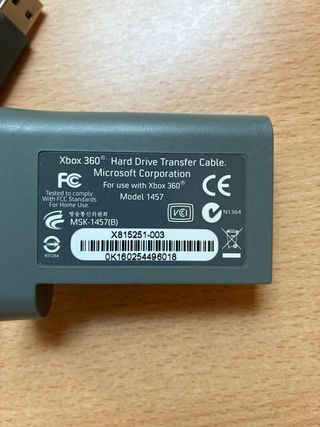 Xbox 360® Hard Drive Transfer Cable.
Microsoft Corporation
For use with Xbox 360®
Model 1457
FC
Tested to comply
With FCC Standards
For Home Use.
CE
방송통신위원회
MSK-1457(B)
VCI
N1364
X815251-003
0K160254496018